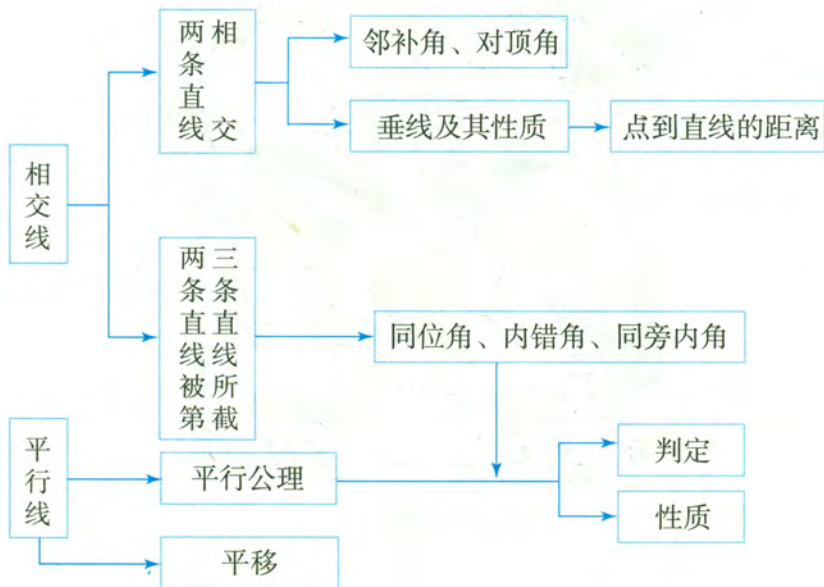 相交线
两条直线相交
邻补角、对顶角
垂线及其性质
点到直线的距离
两条直线被第三条直线所截
同位角、内错角、同旁内角
平行线
平行公理
判定
性质
平移